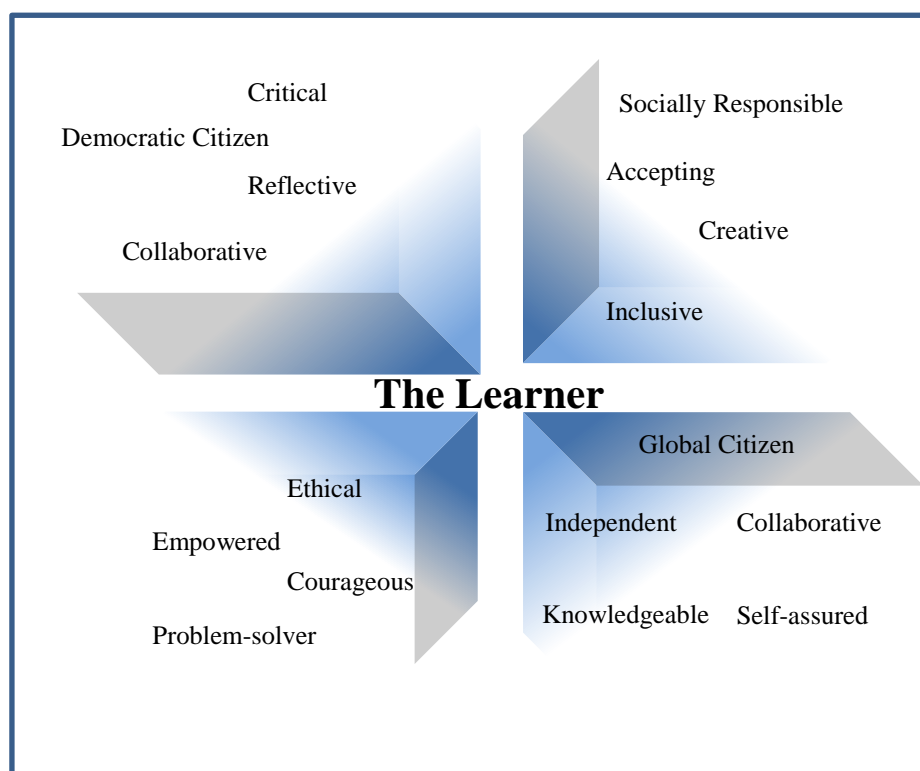 Critical
Democratic Citizen
Reflective
Collaborative
Socially Responsible
Accepting
Creative
Inclusive
The Learner
Ethical
Empowered
Courageous
Problem-solver
Global Citizen
Independent
Collaborative
Knowledgeable
Self-assured